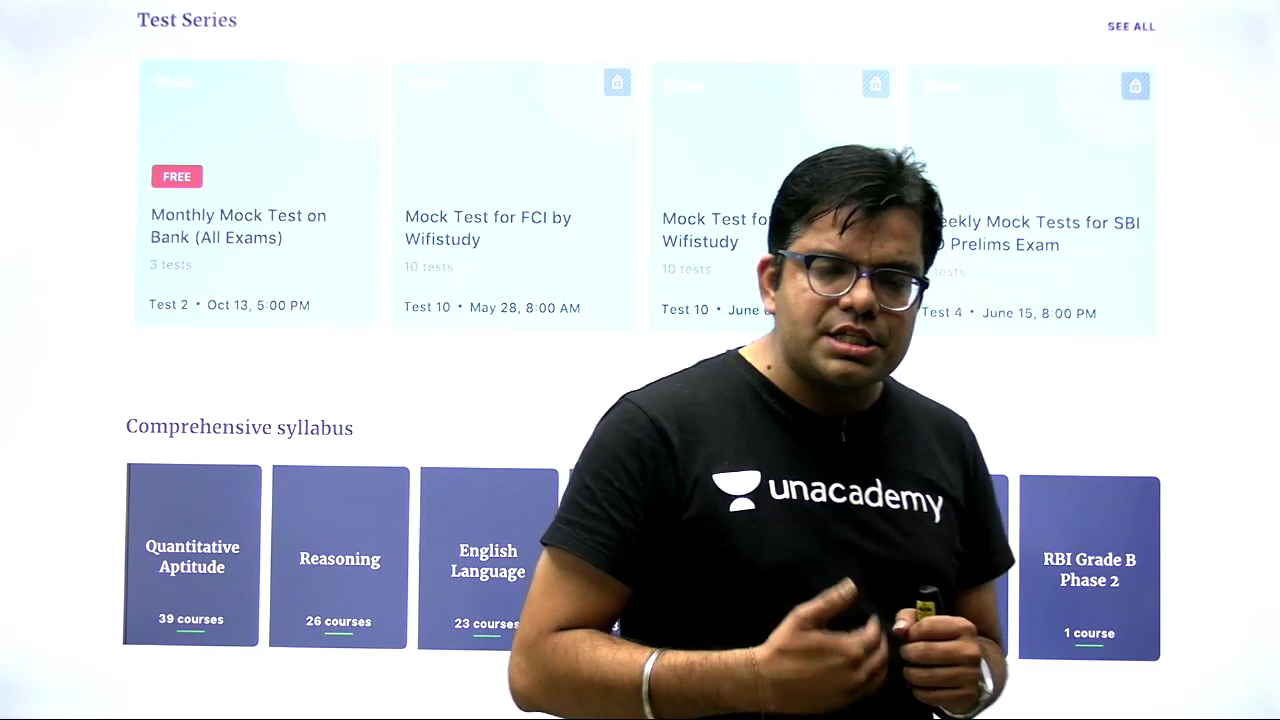 Test Series
SEE ALL
FREE
Monthly Mock Test on
Bank (All Exams)
3 tests
Test 2 • Oct 13, 5:00 PM
Mock Test for FCI by
Wifistudy
10 tests
Test 10 • May 28, 8:00 AM
Mock Test fo
Wifistudy
10 tests
Test 10 • June
eekly Mock Tests for SBI
Prelims Exam
tests
Test 4 • June 15, 8:00 PM
unacademy
Comprehensive syllabus
Quantitative
Aptitude
39 courses
Reasoning
26 courses
English
Language
23 courses
RBI Grade B
Phase 2
1 course